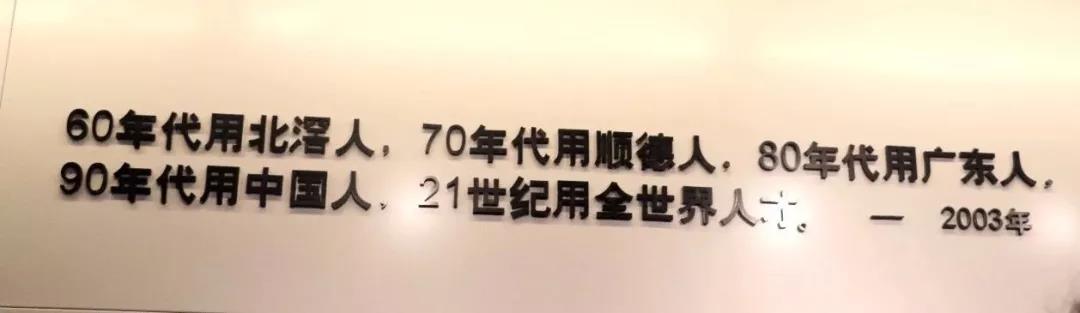 60年代用北滘人，70年代用顺德人，80年代用广东人，
90年代用中国人，21世纪用全世界人才。 — 2003年